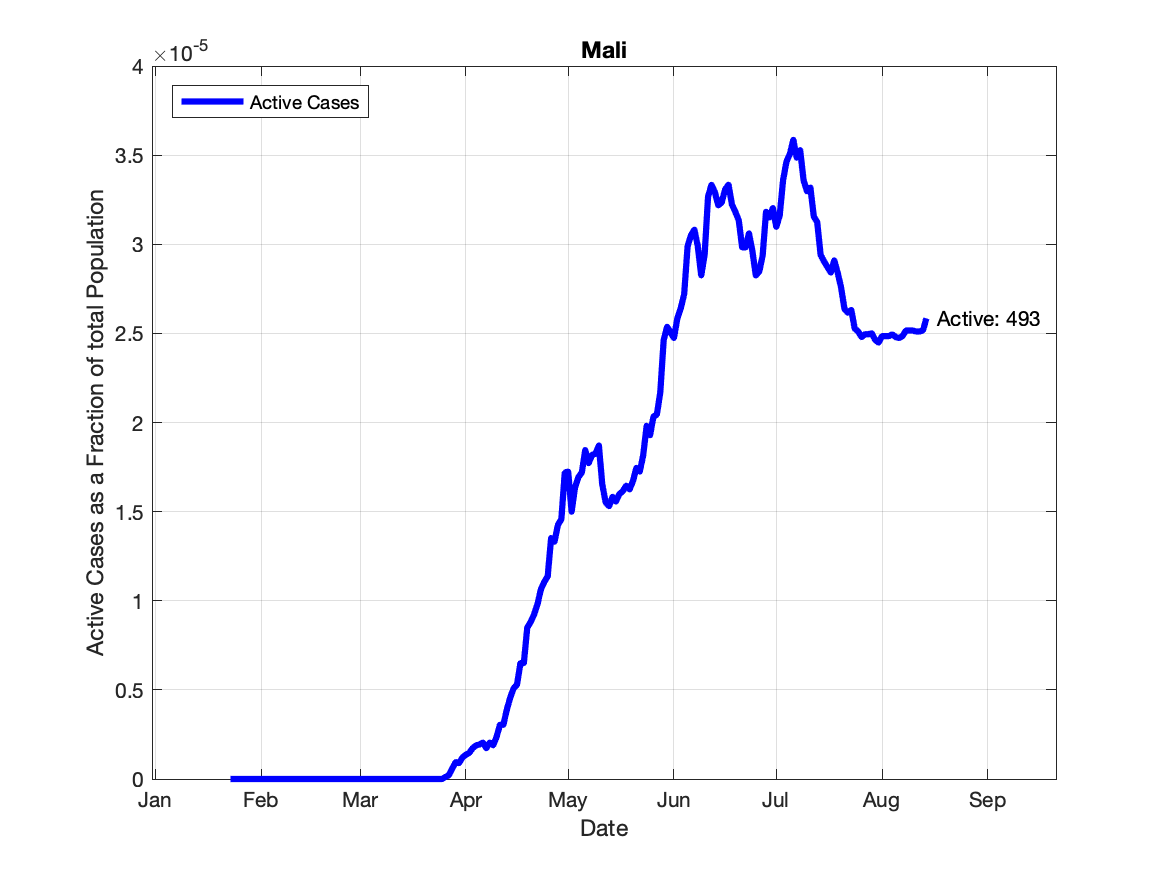 Mali
×10-5
4
3.5
3
2.5
2
1.5
1
0.5
0
Active Cases as a Fraction of total Population
Active Cases
Active: 493
Jan Feb Mar Apr May Jun Jul Aug Sep
Date